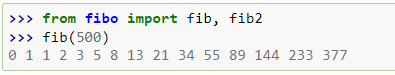 >>> from fibo import fib, fib2
>>> fib(500)
0 1 1 2 3 5 8 13 21 34 55 89 144 233 377